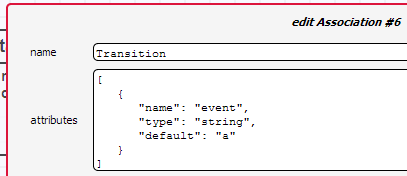 edit Association #6
name
Transition
attributes
[
{
"name": "event",
"type": "string",
"default": "a"
}
]